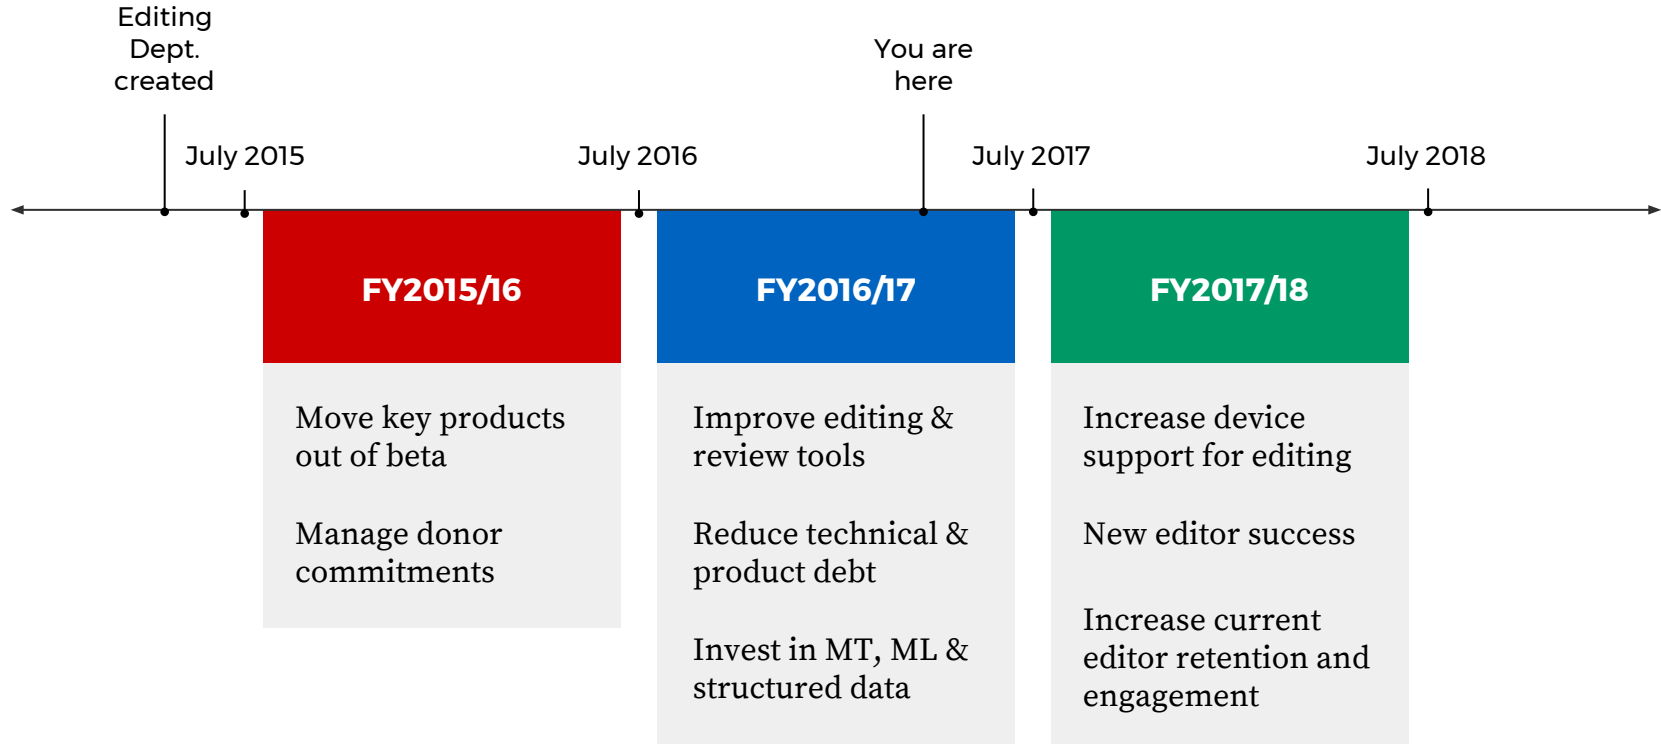 Editing
Dept.
created
You are
here
July 2015
July 2016
July 2017
July 2018
FY2015/16
FY2016/17
FY2017/18
Move key products
out of beta
Manage donor
commitments
Improve editing &
review tools
Reduce technical &
product debt
Invest in MT, ML &
structured data
Increase device
support for editing
New editor success
Increase current
editor retention and
engagement